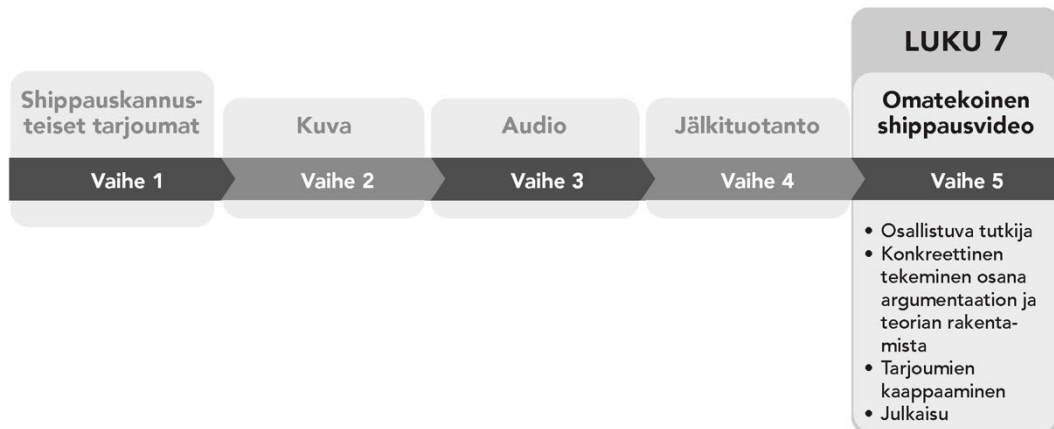 LUKU 7
Shippauskannus-
teiset tarjoumat
Kuva
Audio
Jälkituotanto
Omatekoinen
shippausvideo
Vaihe 1
Vaihe 2
Vaihe 3
Vaihe 4
Vaihe 5
• Osallistuva tutkija
• Konkreettinen
tekeminen osana
argumentaation ja
teorian rakenta-
mista
• Tarjoumien
kaappaaminen
• Julkaisu